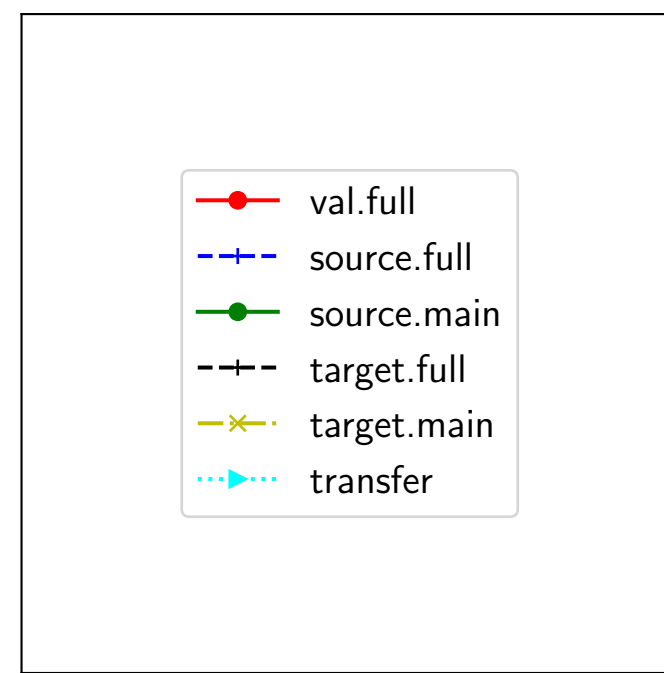 val.full
source.full
source.main
target.full
target.main
transfer